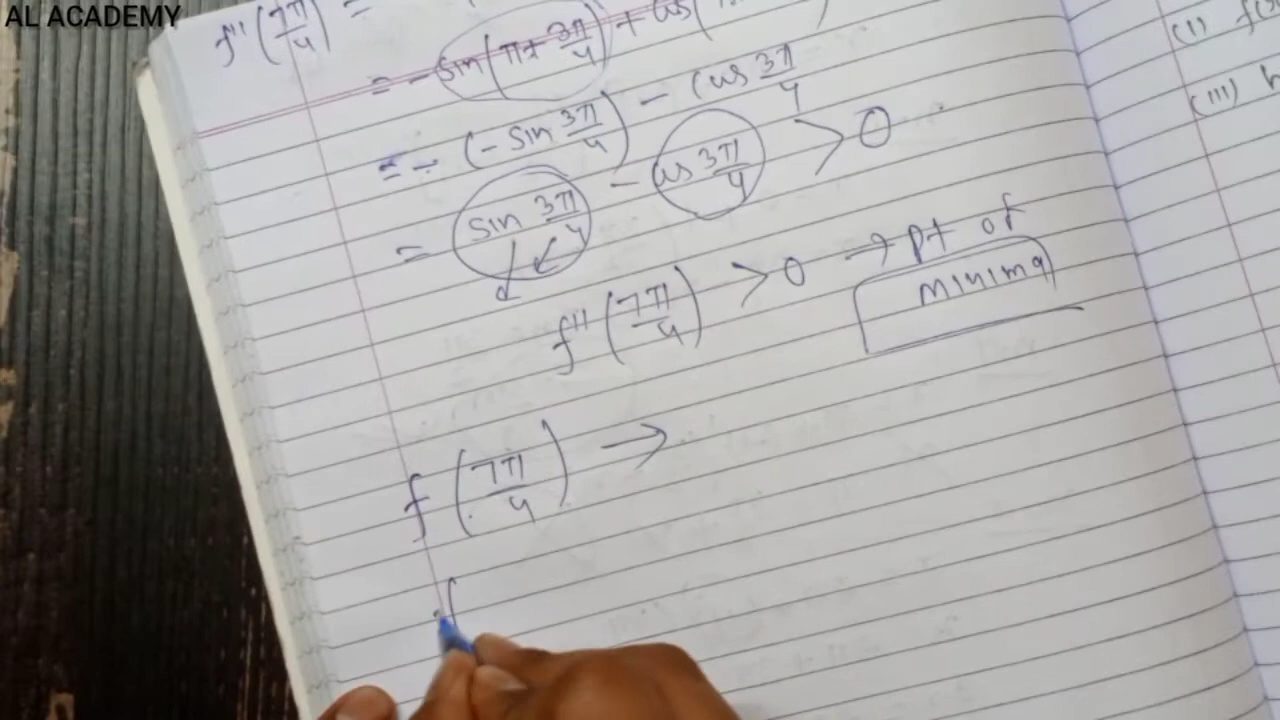 AL ACADEMY
f''(7π/4) =
= - sin(π + 3π/4) + cos(
= - (- sin 3π/4) - cos 3π/4
= sin 3π/4 - cos 3π/4 > 0
f''(7π/4) > 0 → pt of
minima
f(7π/4) →
(
(i)
(iii)